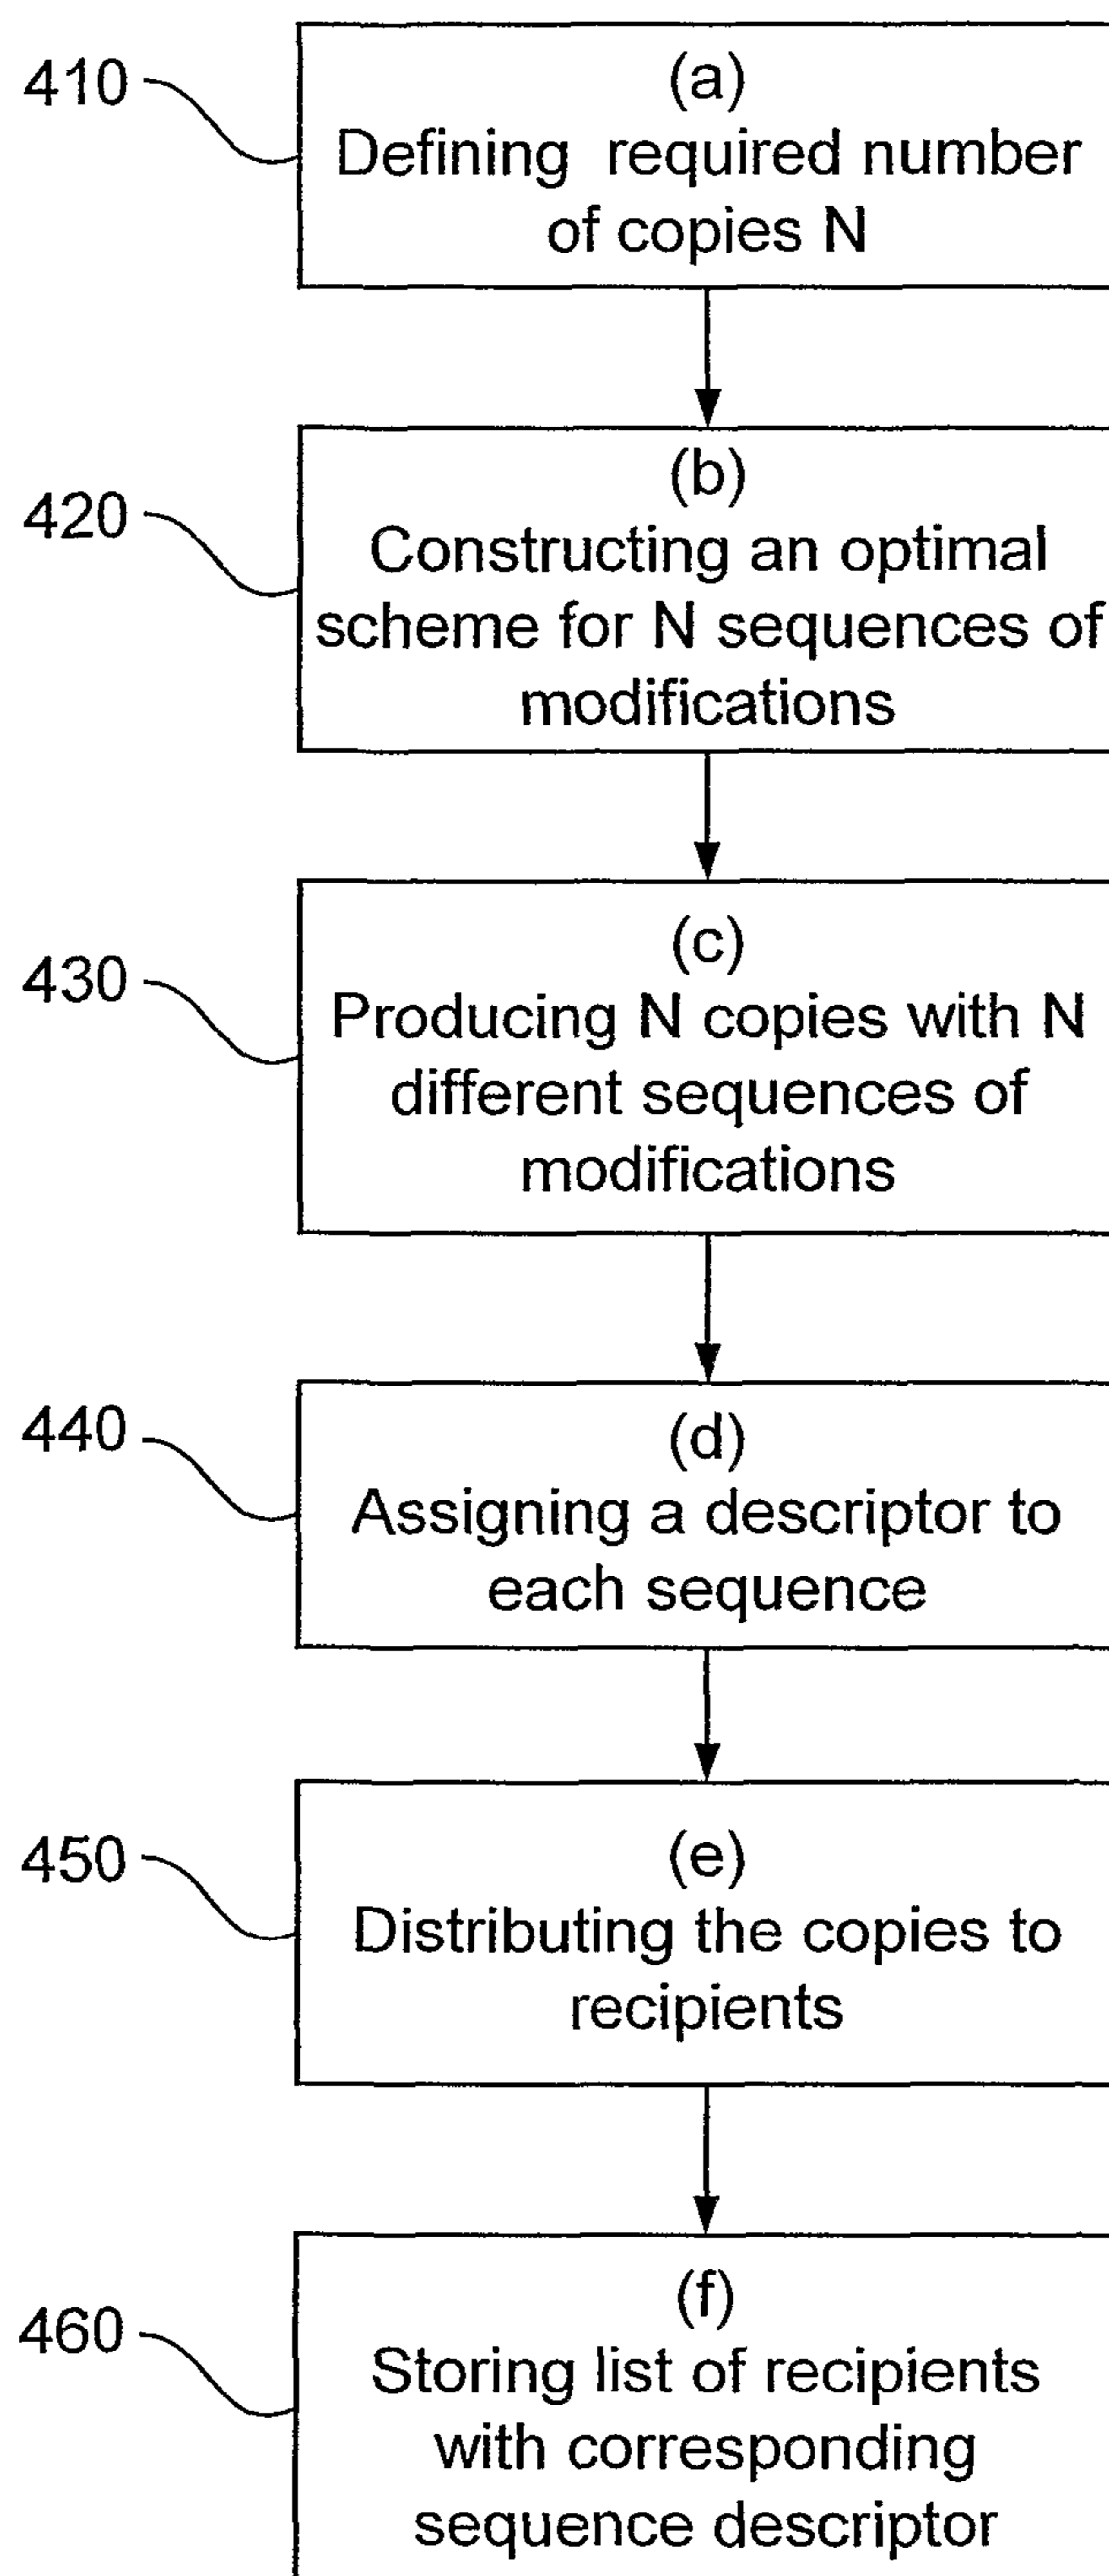 410
(a)
Defining required number
of copies N
420
(b)
Constructing an optimal
scheme for N sequences of
modifications
430
(c)
Producing N copies with N
different sequences of
modifications
440
(d)
Assigning a descriptor to
each sequence
450
(e)
Distributing the copies to
recipients
460
(f)
Storing list of recipients
with corresponding
sequence descriptor